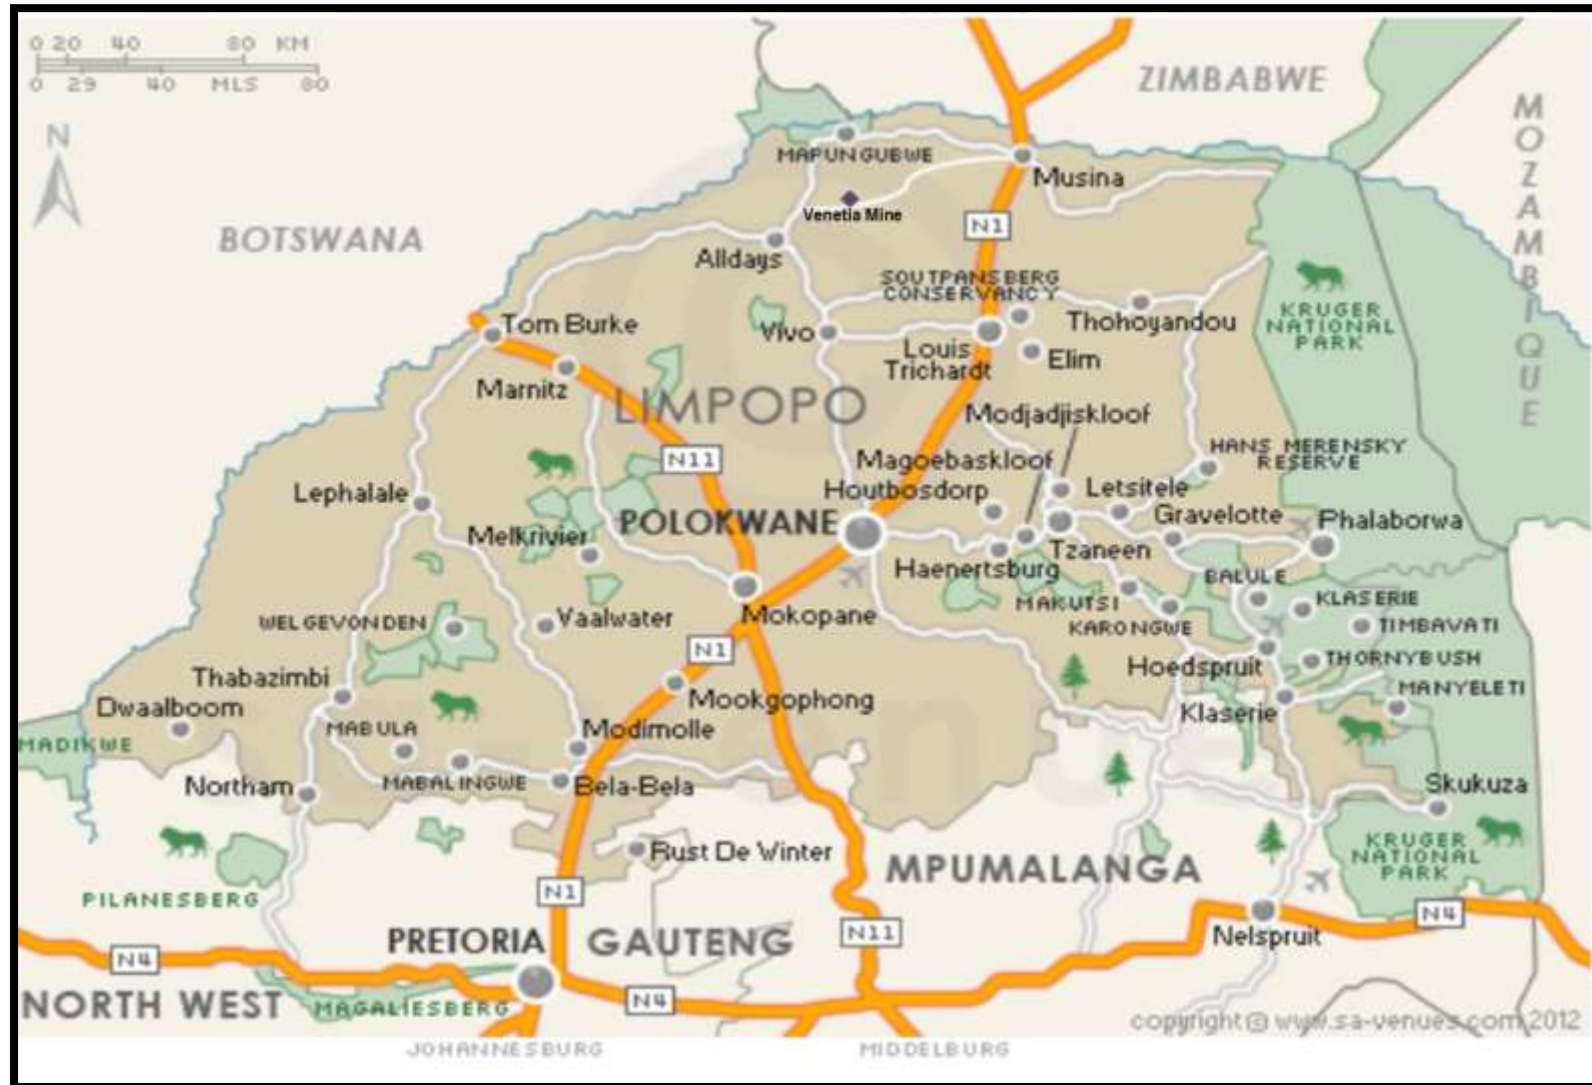 0 20 40 80 KM
0 29 40 MLS 80
N
ZIMBABWE
MOZAMBIQUE
BOTSWANA
MAPUNGUBWE
Musina
Venetia Mine
N1
Alldays
SOUTPANSBERG
CONSERVANCY
KRUGER
NATIONAL
PARK
Tom Burke
Vivo
Thohoyandou
Louis
Trichardt
Elim
Marnitz
LIMPOPO
Modjadjiskloof
HANS MERENSKY
RESERVE
N11
Magoebaskloof
Lephalale
Houtbosdorp
Letsitele
POLOKWANE
Gravelotte
Phalaborwa
Melkrivier
Tzaneen
Haenertsburg
BALULE
MAKUTSI
KLASERIE
WELGEVONDEN
Vaalwater
Mokopane
KARONGWE
TIMBAVATI
N1
Hoedspruit
THORNYBUSH
Thabazimbi
MANYELETI
Dwaalboom
Mookgophong
Klaserie
MABULA
Modimolle
MADIKWE
Northam
MABALINGWE
Bela-Bela
Skukuza
Rust De Winter
KRUGER
NATIONAL
PARK
MPUMALANGA
PILANESBERG
N1
N4
PRETORIA
GAUTENG
N11
Nelspruit
N4
NORTH WEST
MAGALIESBERG
N4
copyright © www.sa-venues.com 2012
JOHANNESBURG
MIDDELBURG